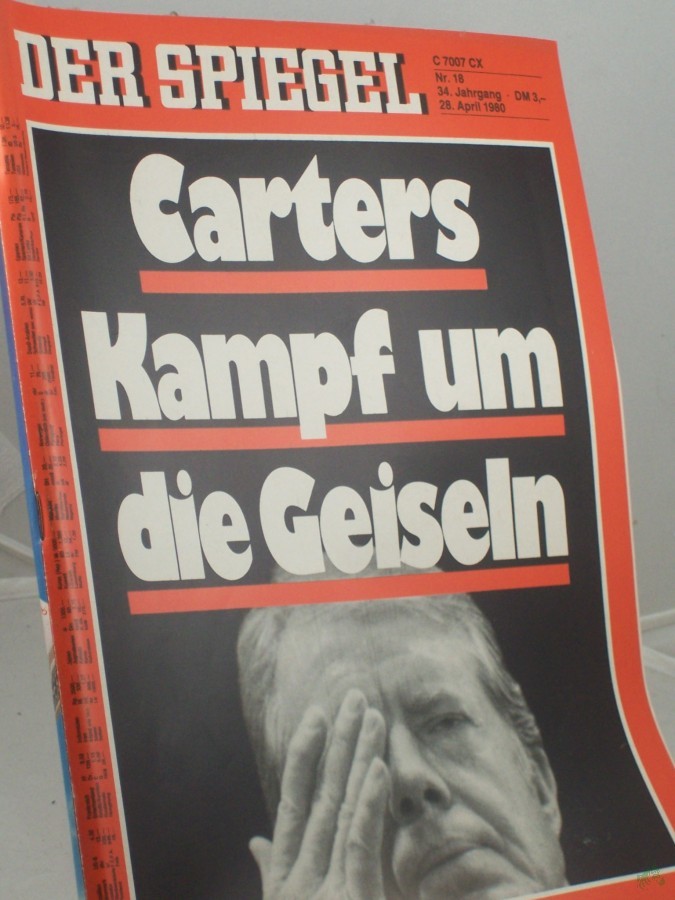 DER SPIEGEL
C 7007 CX
Nr. 18
34. Jahrgang · DM 3,-
28. April 1980
Carters
Kampf um
die Geiseln